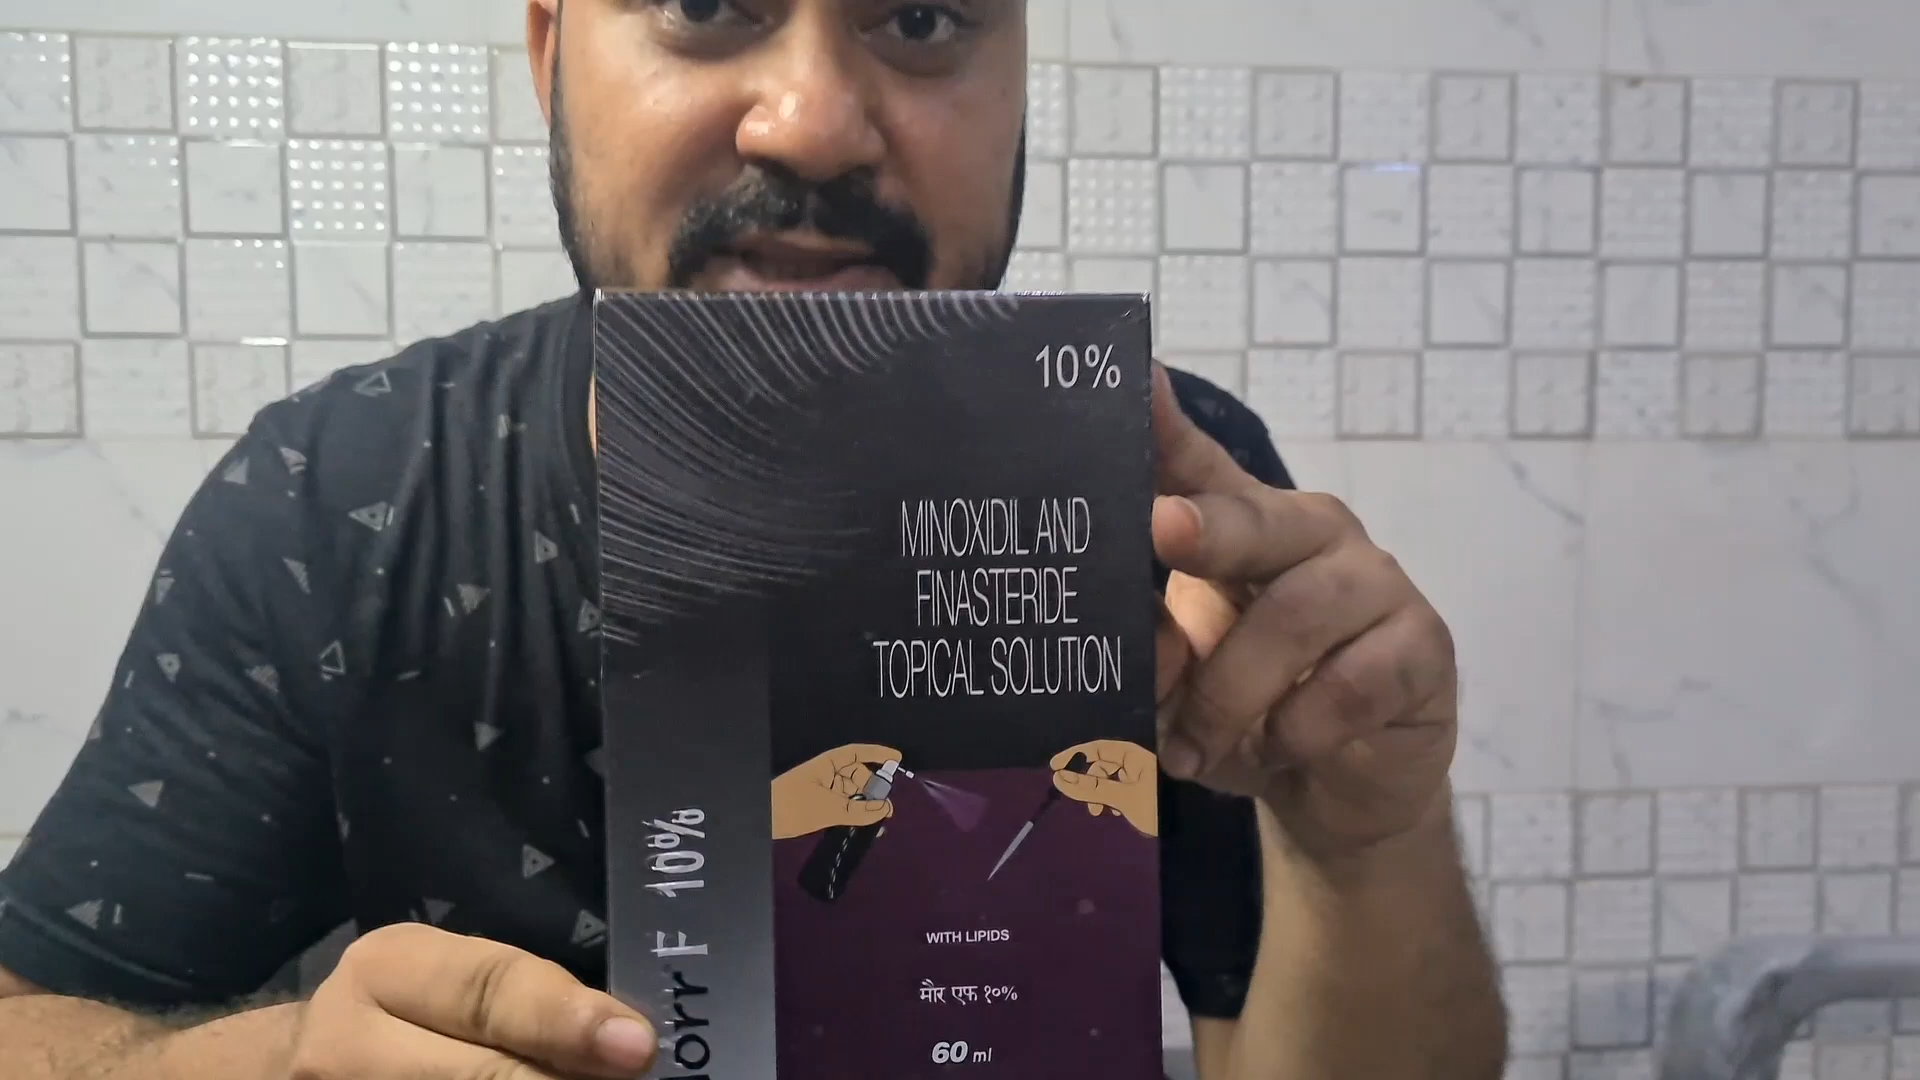 10%
MINOXIDIL AND
FINASTERIDE
TOPICAL SOLUTION
WITH LIPIDS
मौर एफ १०%
60 ml
F 10%